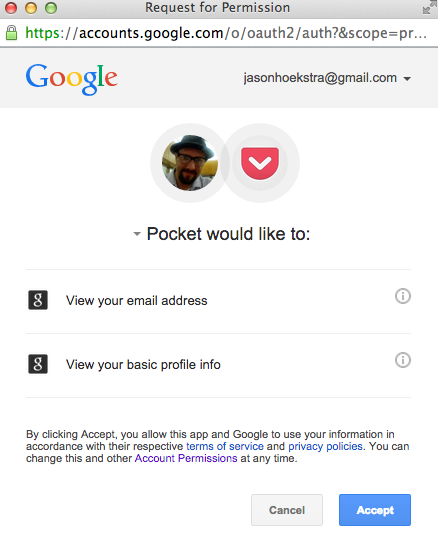 Request for Permission
https://accounts.google.com/o/oauth2/auth?&scope=pr...
Google
jasonhoekstra@gmail.com
Pocket would like to:
g
View your email address
i
g
View your basic profile info
i
By clicking Accept, you allow this app and Google to use your information in
accordance with their respective terms of service and privacy policies. You can
change this and other Account Permissions at any time.
Cancel
Accept